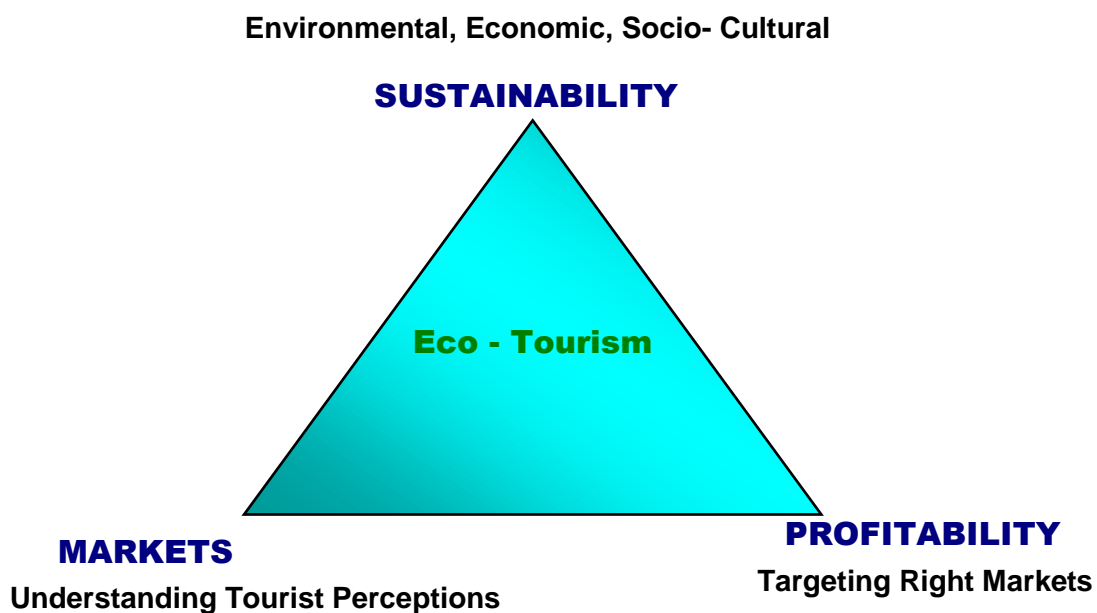 Environmental, Economic, Socio- Cultural
SUSTAINABILITY
Eco - Tourism
MARKETS
Understanding Tourist Perceptions
PROFITABILITY
Targeting Right Markets